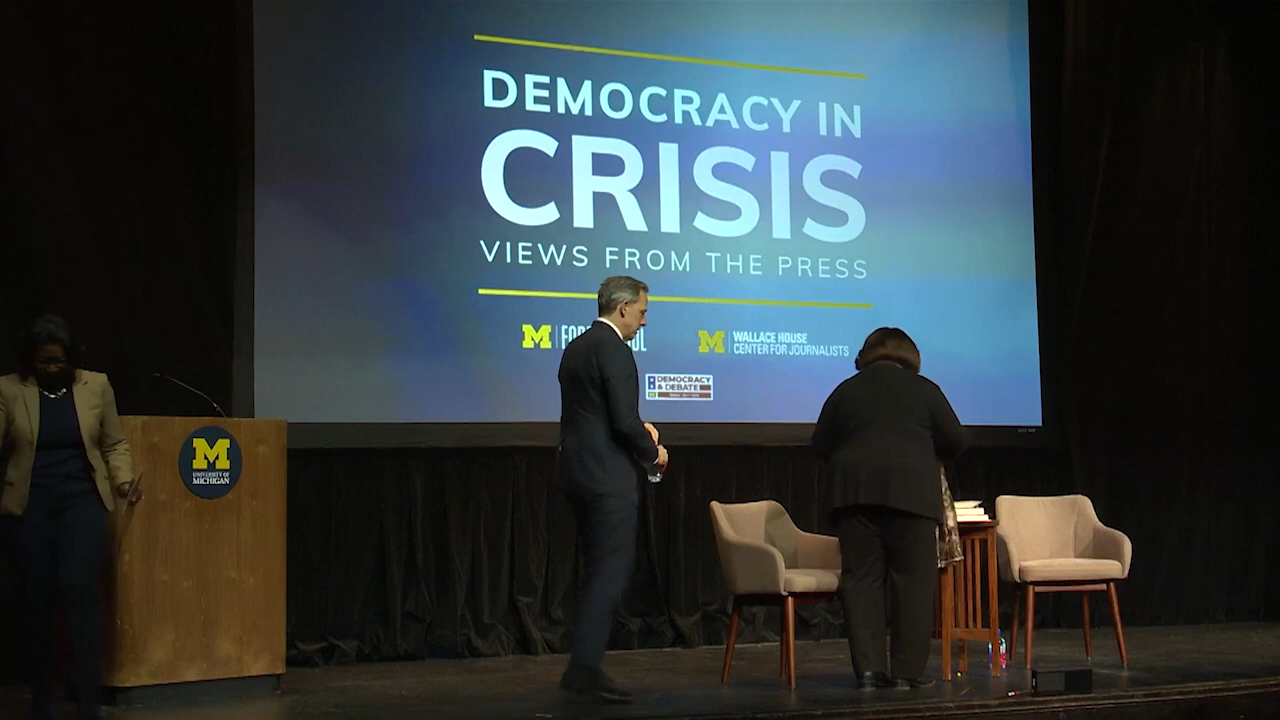 DEMOCRACY IN
CRISIS
VIEWS FROM THE PRESS
M
M
WALLACE HOUSE
CENTER FOR JOURNALISTS
DEMOCRACY
& DEBATE
M
UNIVERSITY OF
MICHIGAN